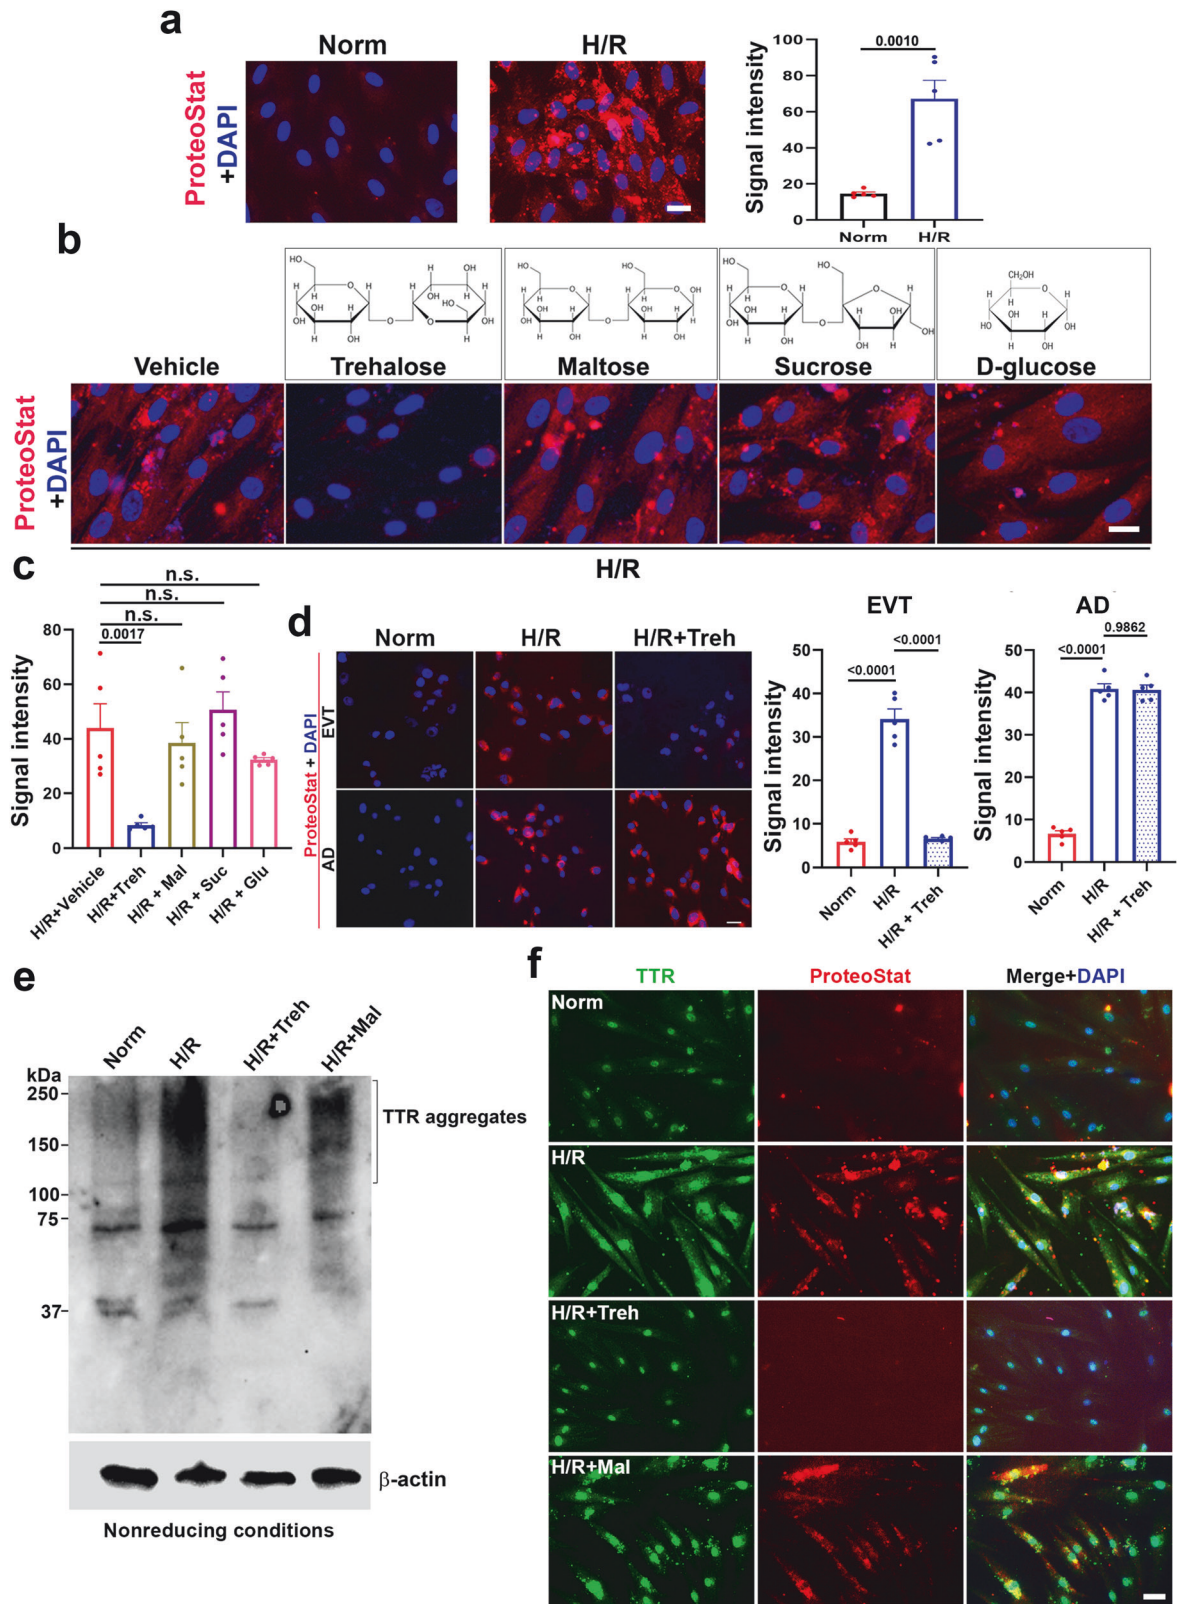 a
Norm
H/R
ProteoStat
+DAPI
Signal intensity
100
80
60
40
20
0
0.0010
Norm
H/R
b
Vehicle
Trehalose
Maltose
Sucrose
D-glucose
ProteoStat
+DAPI
H/R
c
Signal intensity
80
60
40
20
0
n.s.
n.s.
n.s.
0.0017
H/R+Vehicle
H/R+Treh
H/R + Mal
H/R + Suc
H/R + Glu
d
Norm
H/R
H/R+Treh
ProteoStat + DAPI
EVT
AD
EVT
Signal intensity
50
40
30
20
10
0
<0.0001
<0.0001
Norm
H/R
H/R + Treh
AD
Signal intensity
50
40
30
20
10
0
<0.0001
0.9862
Norm
H/R
H/R + Treh
e
Norm
H/R
H/R+Treh
H/R+Mal
kDa
250
150
100
75
37
TTR aggregates
β-actin
Nonreducing conditions
f
TTR
ProteoStat
Merge+DAPI
Norm
H/R
H/R+Treh
H/R+Mal